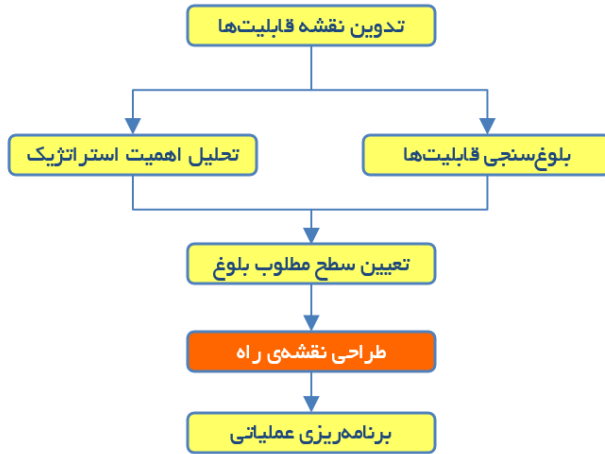 تدوین نقشه قابلیت‌ها
بلوغ‌سنجی قابلیت‌ها
تحلیل اهمیت استراتژیک
تعیین سطح مطلوب بلوغ
طراحی نقشه‌ی راه
برنامه‌ریزی عملیاتی